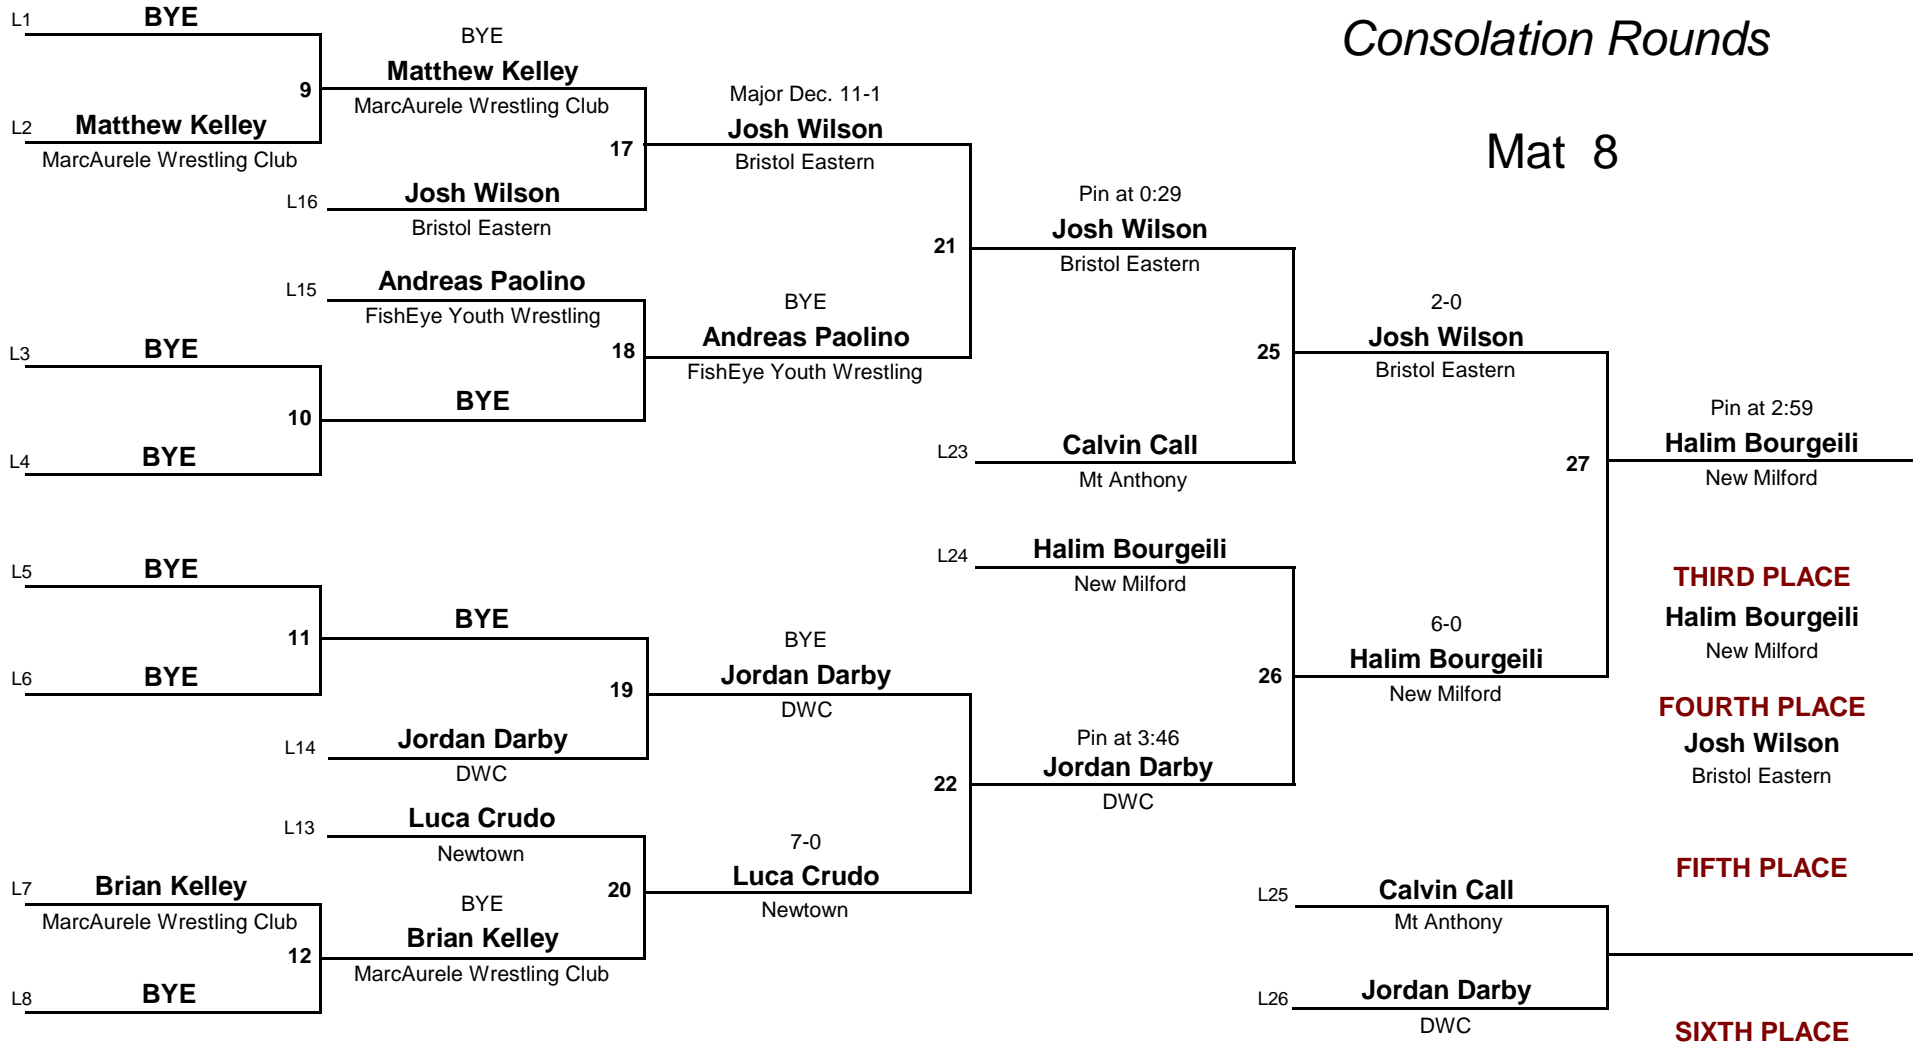 Consolation Rounds
Mat 8
L1
BYE
L2
Matthew Kelley
MarcAurele Wrestling Club
9
BYE
Matthew Kelley
MarcAurele Wrestling Club
L16
Josh Wilson
Bristol Eastern
17
Major Dec. 11-1
Josh Wilson
Bristol Eastern
L15
Andreas Paolino
FishEye Youth Wrestling
L3
BYE
L4
BYE
10
BYE
18
BYE
Andreas Paolino
FishEye Youth Wrestling
21
Pin at 0:29
Josh Wilson
Bristol Eastern
L23
Calvin Call
Mt Anthony
25
2-0
Josh Wilson
Bristol Eastern
L5
BYE
L6
BYE
11
BYE
L14
Jordan Darby
DWC
19
BYE
Jordan Darby
DWC
L13
Luca Crudo
Newtown
L7
Brian Kelley
MarcAurele Wrestling Club
L8
BYE
12
BYE
Brian Kelley
MarcAurele Wrestling Club
20
7-0
Luca Crudo
Newtown
22
Pin at 3:46
Jordan Darby
DWC
L24
Halim Bourgeili
New Milford
26
6-0
Halim Bourgeili
New Milford
27
Pin at 2:59
Halim Bourgeili
New Milford
THIRD PLACE
Halim Bourgeili
New Milford
FOURTH PLACE
Josh Wilson
Bristol Eastern
L25
Calvin Call
Mt Anthony
L26
Jordan Darby
DWC
FIFTH PLACE
SIXTH PLACE